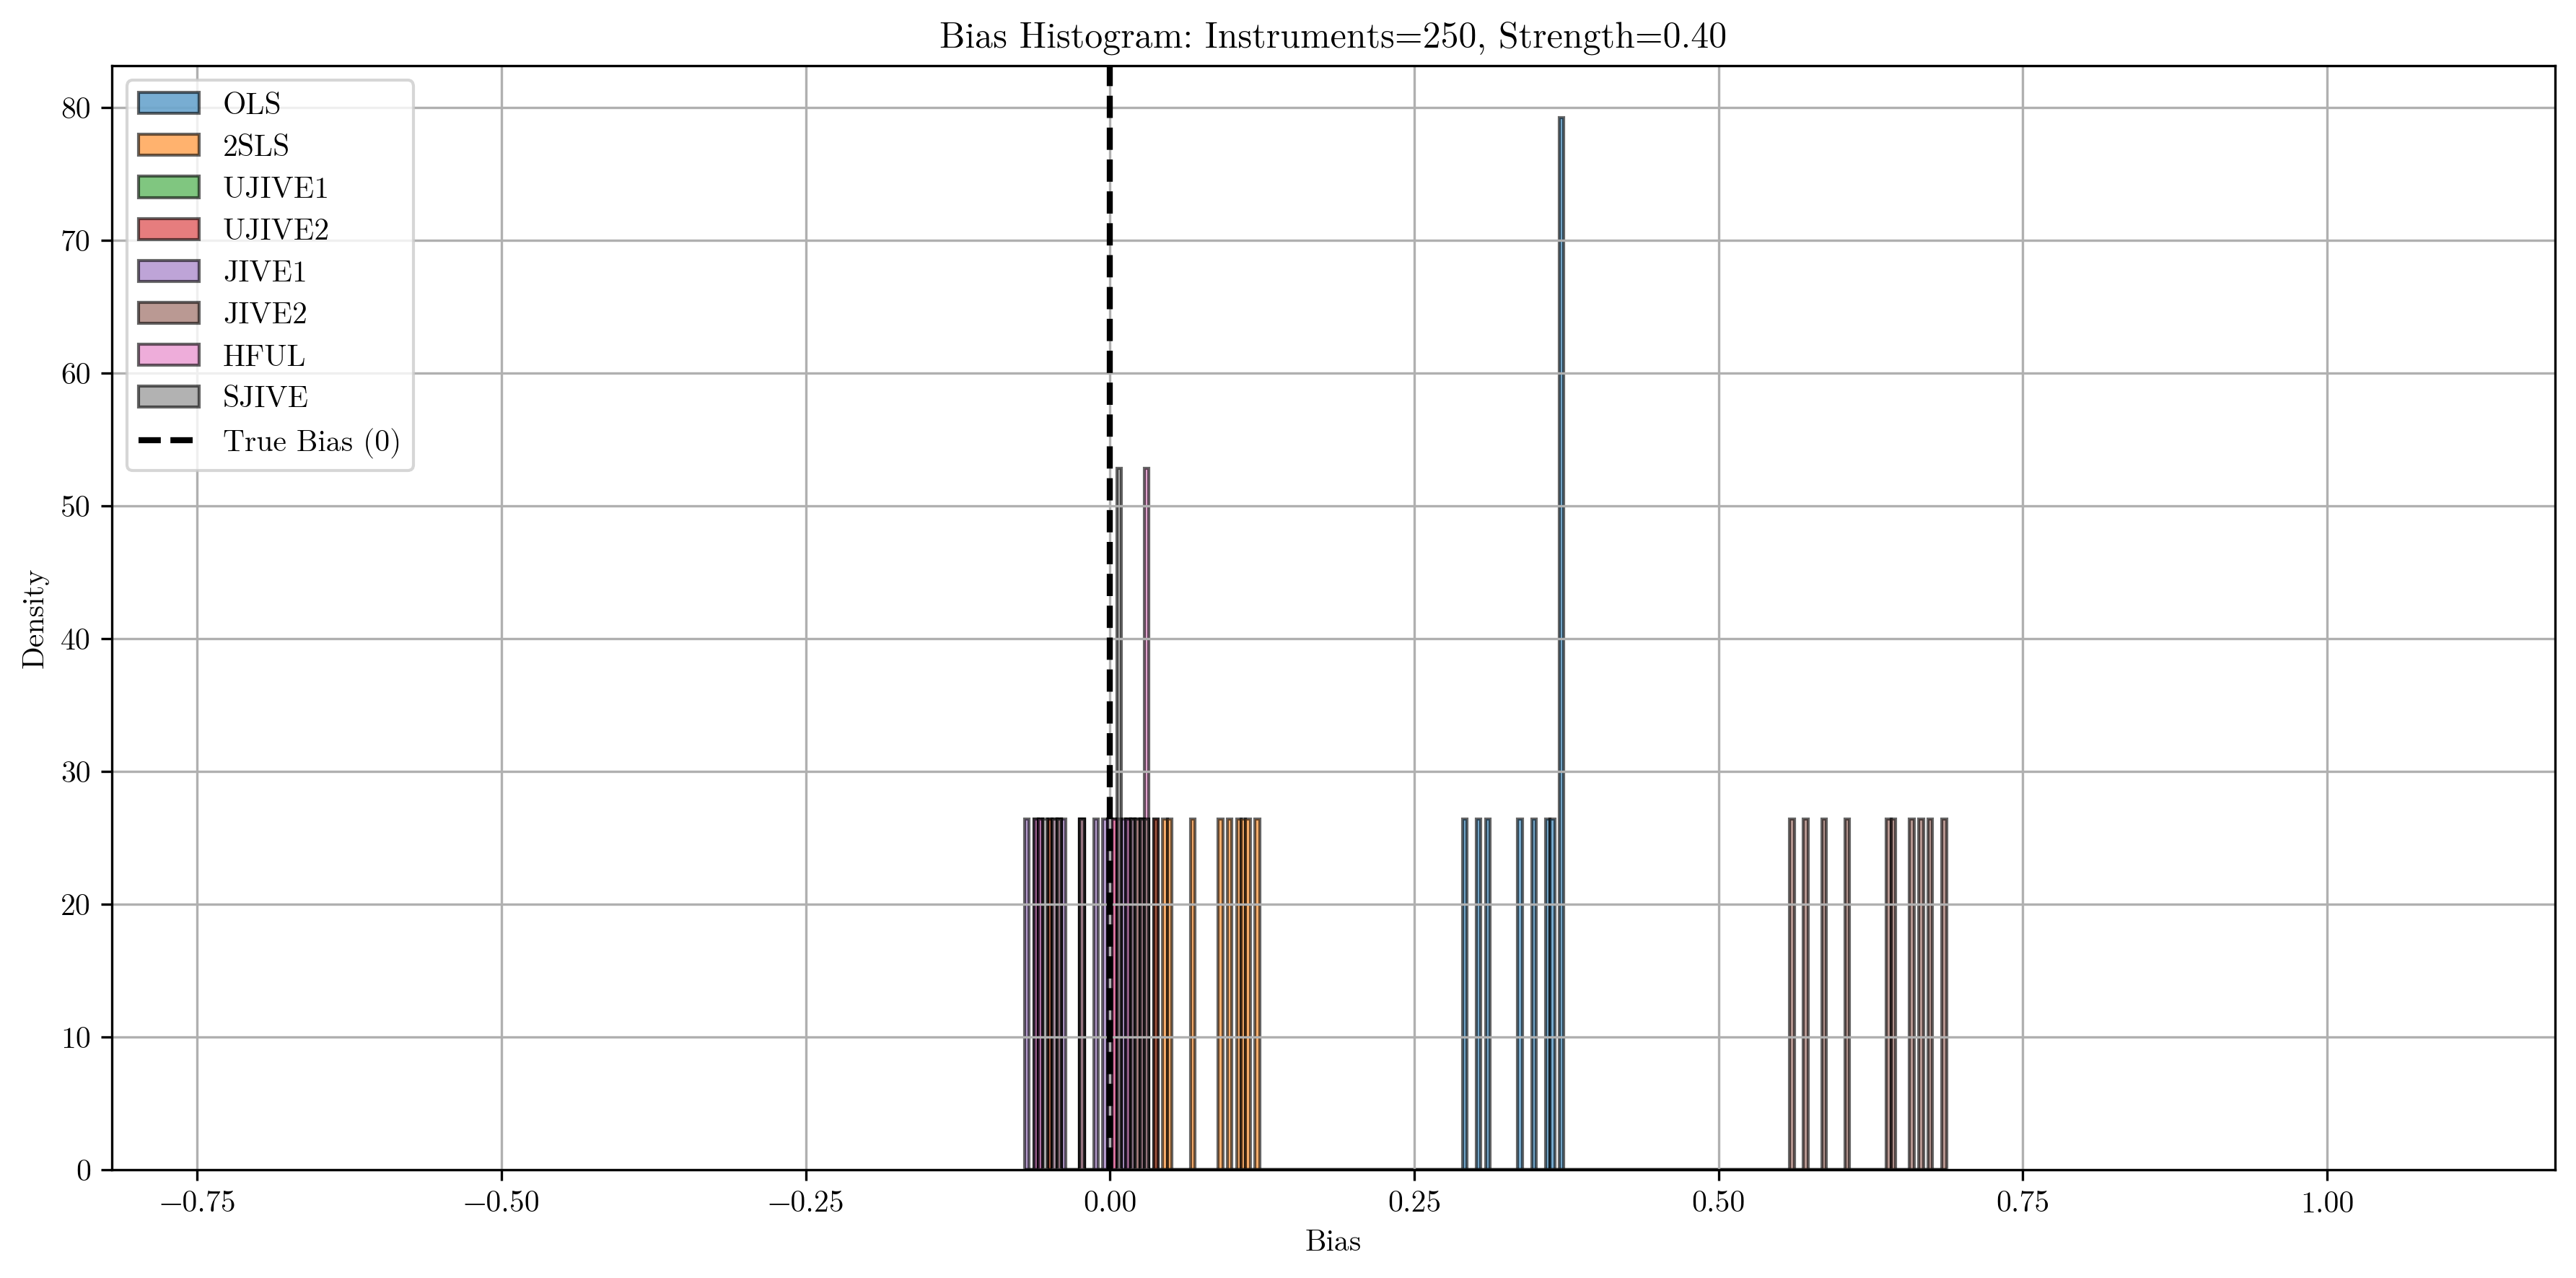 Bias Histogram: Instruments=250, Strength=0.40
OLS
2SLS
UJIVE1
UJIVE2
JIVE1
JIVE2
HFUL
SJIVE
True Bias (0)
Density
80
70
60
50
40
30
20
10
0
−0.75
−0.50
−0.25
0.00
0.25
0.50
0.75
1.00
Bias